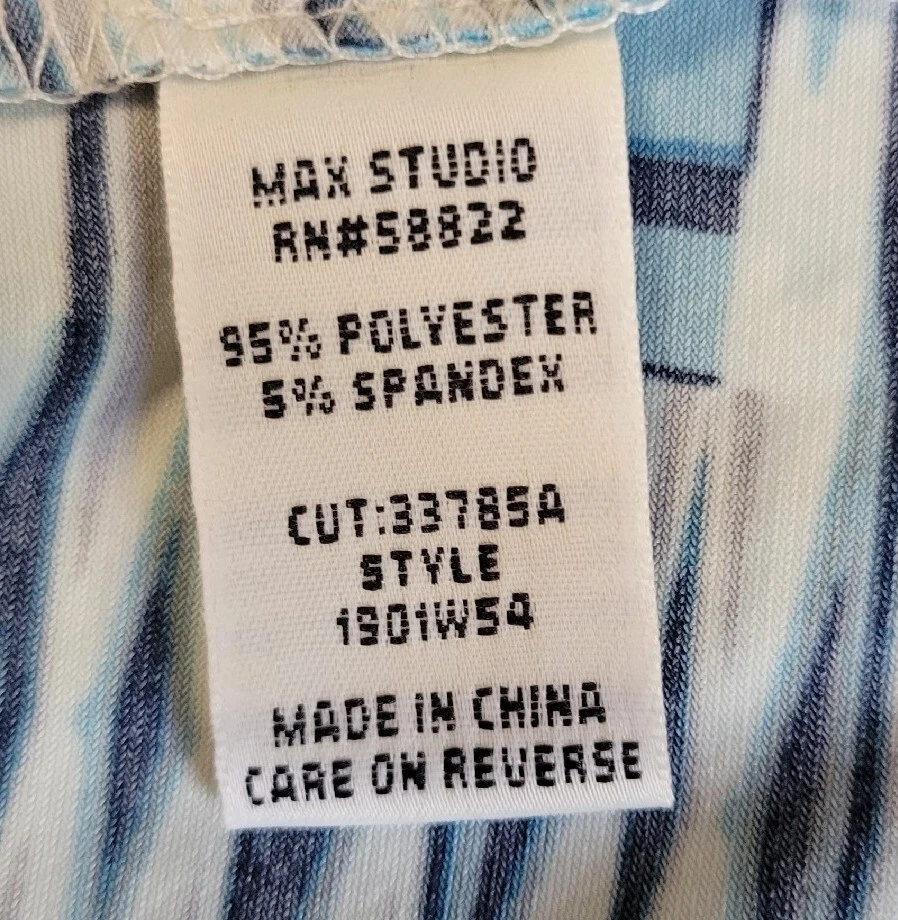 MAX STUDIO
RN#58822
95% POLYESTER
5% SPANDEX
CUT:33785A
STYLE
1901W54
MADE IN CHINA
CARE ON REVERSE